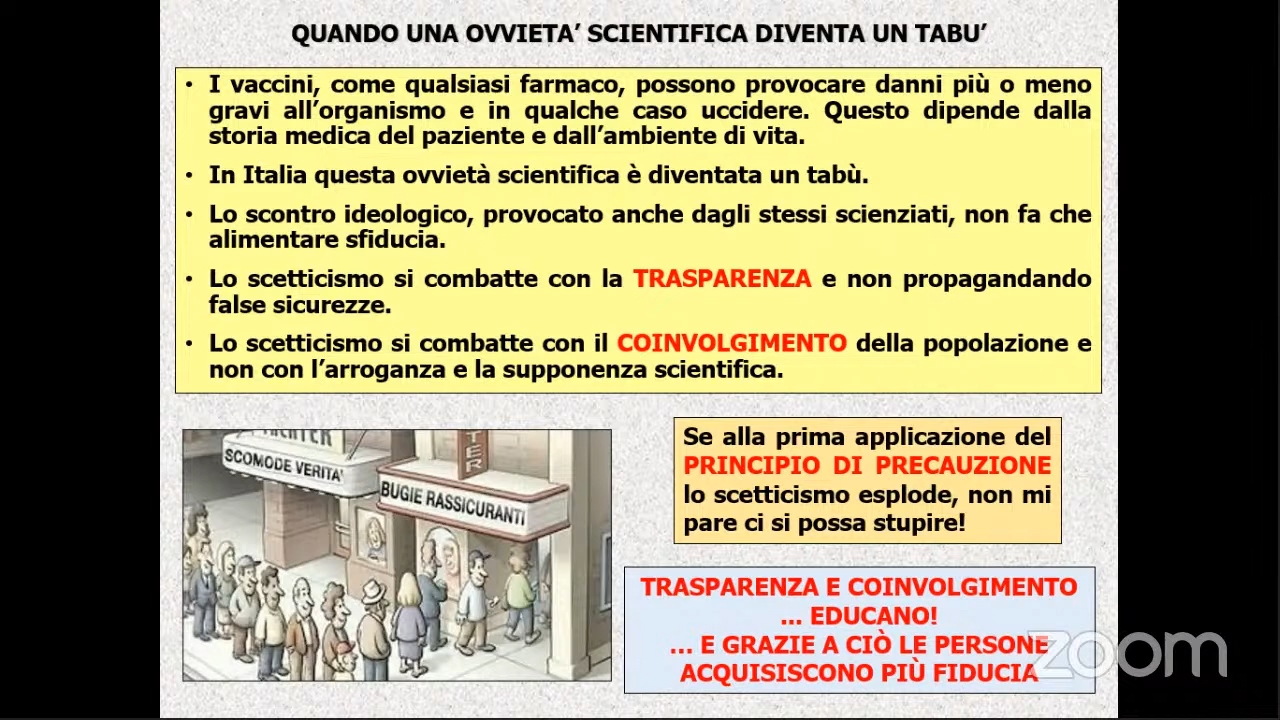 QUANDO UNA OVVIETA' SCIENTIFICA DIVENTA UN TABU'
• I vaccini, come qualsiasi farmaco, possono provocare danni più o meno
gravi all'organismo e in qualche caso uccidere. Questo dipende dalla
storia medica del paziente e dall'ambiente di vita.
• In Italia questa ovvietà scientifica è diventata un tabù.
• Lo scontro ideologico, provocato anche dagli stessi scienziati, non fa che
alimentare sfiducia.
• Lo scetticismo si combatte con la TRASPARENZA e non propagandando
false sicurezze.
• Lo scetticismo si combatte con il COINVOLGIMENTO della popolazione e
non con l'arroganza e la supponenza scientifica.
SCOMODE VERITA'
TER
BUGIE RASSICURANTI
Se alla prima applicazione del
PRINCIPIO DI PRECAUZIONE
lo scetticismo esplode, non mi
pare ci si possa stupire!
TRASPARENZA E COINVOLGIMENTO
... EDUCANO!
... E GRAZIE A CIÒ LE PERSONE
ACQUISISCONO PIÙ FIDUCIA
zoom